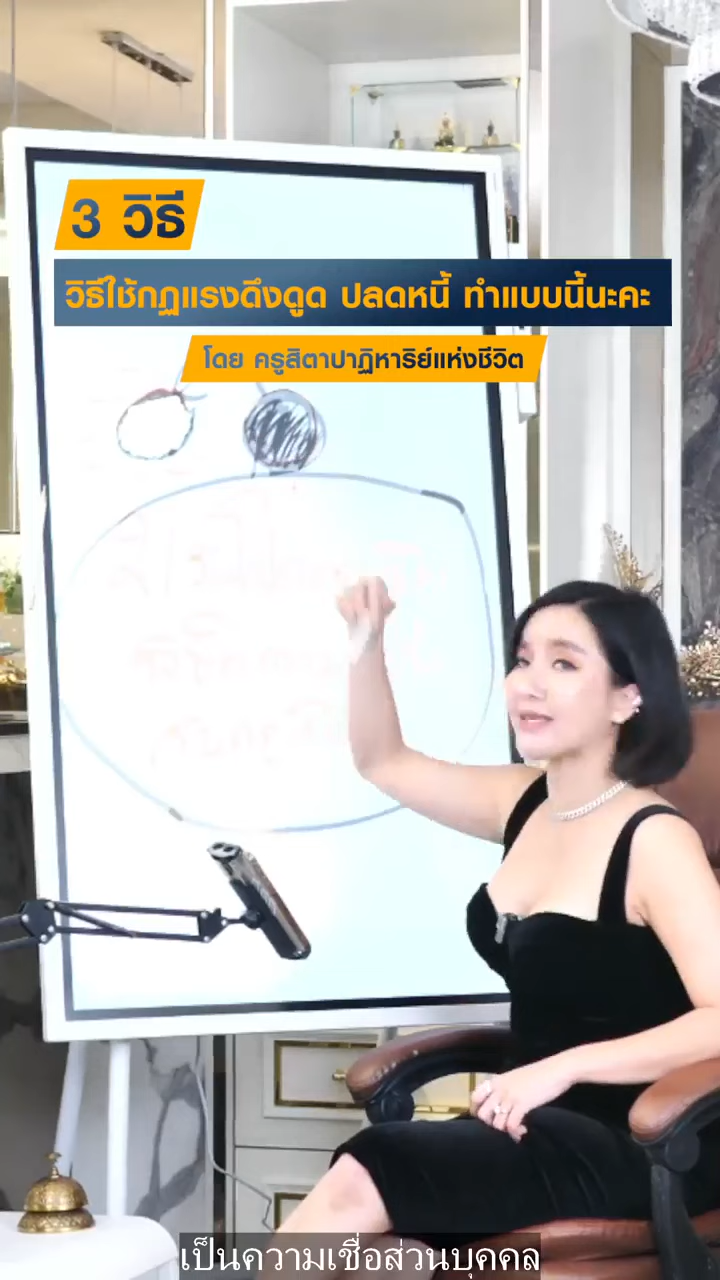 3 วิธี
วิธีใช้กฏแรงดึงดูด ปลดหนี้ ทำแบบนี้นะคะ
โดย ครูสิตาปาฏิหาริย์แห่งชีวิต
เป็นความเชื่อส่วนบุคคล